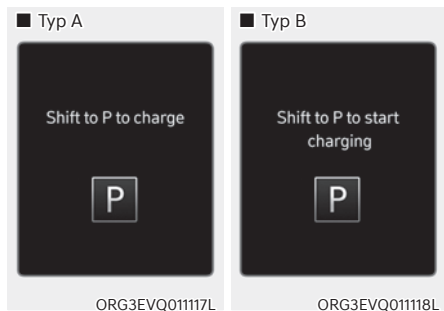 ■ Typ A
Shift to P to charge
P
ORG3EVQ011117L
■ Typ B
Shift to P to start
charging
P
ORG3EVQ011118L